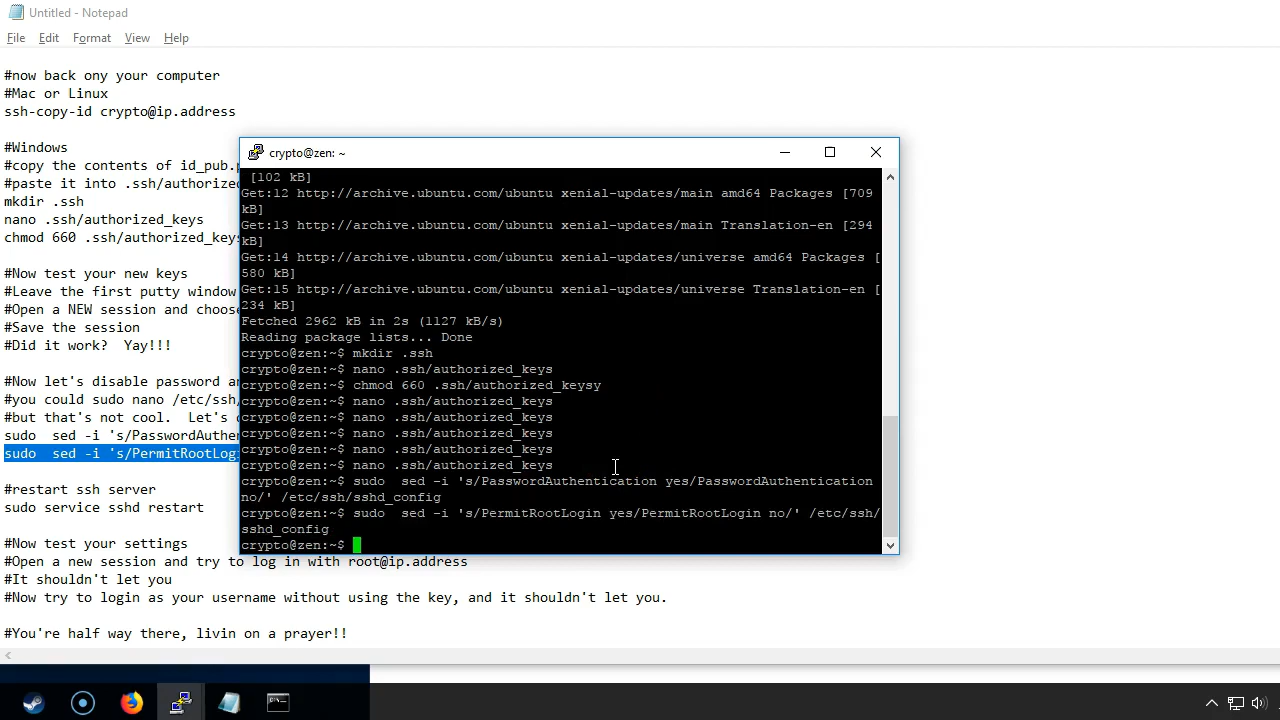 Untitled - Notepad
File Edit Format View Help
#now back ony your computer
#Mac or Linux
ssh-copy-id crypto@ip.address
#Windows
#copy the contents of id_pub.
#paste it into .ssh/authorized
mkdir .ssh
nano .ssh/authorized_keys
chmod 660 .ssh/authorized_key
#Now test your new keys
#Leave the first putty window
#Open a NEW session and choos
#Save the session
#Did it work?  Yay!!!
#Now let's disable password a
#you could sudo nano /etc/ssh/
#but that's not cool.  Let's
sudo  sed -i 's/PasswordAuthe
sudo  sed -i 's/PermitRootLog
#restart ssh server
sudo service sshd restart
#Now test your settings
#Open a new session and try to log in with root@ip.address
#It shouldn't let you
#Now try to login as your username without using the key, and it shouldn't let you.
#You're half way there, livin on a prayer!!
crypto@zen: ~
[102 kB]
Get:12 http://archive.ubuntu.com/ubuntu xenial-updates/main amd64 Packages [709
kB]
Get:13 http://archive.ubuntu.com/ubuntu xenial-updates/main Translation-en [294
kB]
Get:14 http://archive.ubuntu.com/ubuntu xenial-updates/universe amd64 Packages [
580 kB]
Get:15 http://archive.ubuntu.com/ubuntu xenial-updates/universe Translation-en [
234 kB]
Fetched 2962 kB in 2s (1127 kB/s)
Reading package lists... Done
crypto@zen:~$ mkdir .ssh
crypto@zen:~$ nano .ssh/authorized_keys
crypto@zen:~$ chmod 660 .ssh/authorized_keysy
crypto@zen:~$ nano .ssh/authorized_keys
crypto@zen:~$ nano .ssh/authorized_keys
crypto@zen:~$ nano .ssh/authorized_keys
crypto@zen:~$ nano .ssh/authorized_keys
crypto@zen:~$ nano .ssh/authorized_keys
crypto@zen:~$ sudo  sed -i 's/PasswordAuthentication yes/PasswordAuthentication
no/' /etc/ssh/sshd_config
crypto@zen:~$ sudo  sed -i 's/PermitRootLogin yes/PermitRootLogin no/' /etc/ssh/
sshd_config
crypto@zen:~$